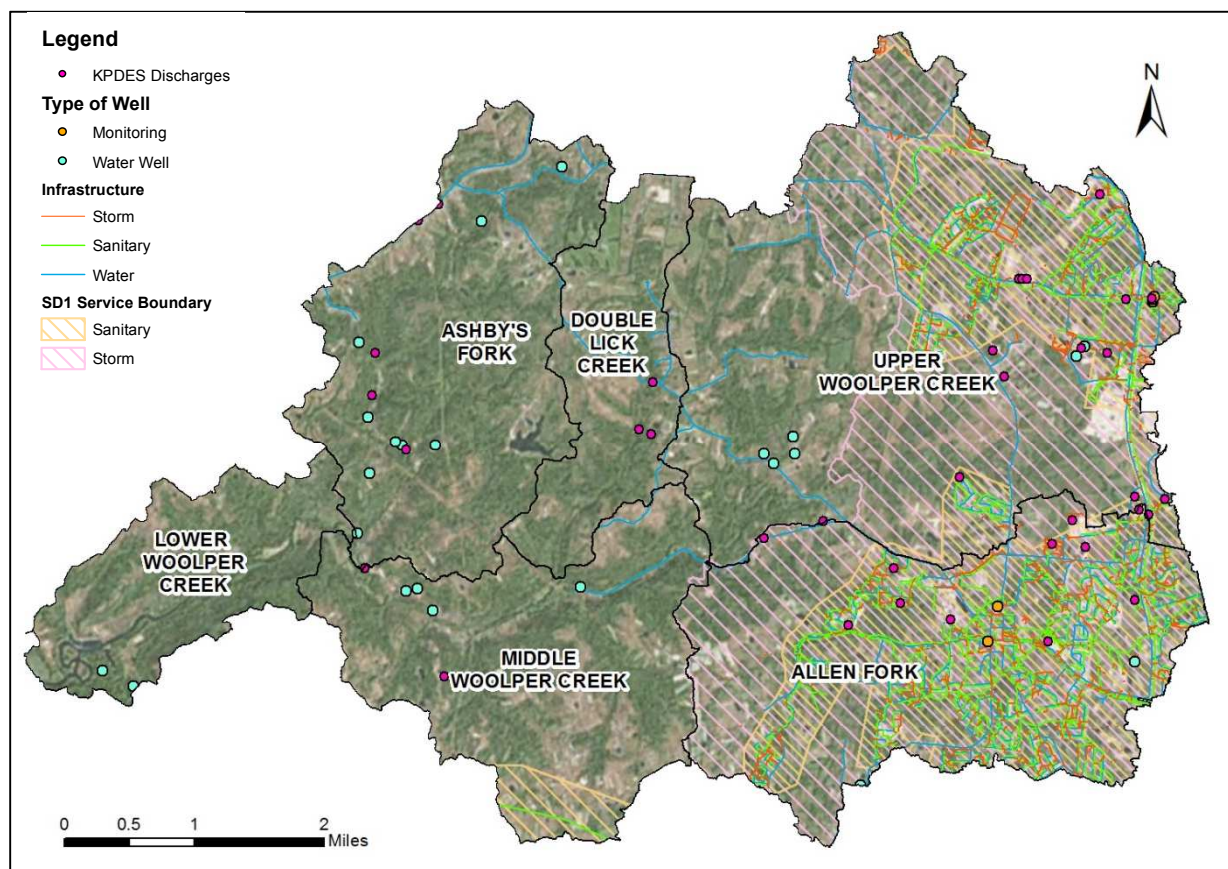 Legend
KPDES Discharges
Type of Well
Monitoring
Water Well
Infrastructure
Storm
Sanitary
Water
SD1 Service Boundary
Sanitary
Storm
N
ASHBY'S
FORK
DOUBLE
LICK
CREEK
UPPER
WOOLPER CREEK
LOWER
WOOLPER
CREEK
MIDDLE
WOOLPER CREEK
ALLEN FORK
0 0.5 1 2
Miles